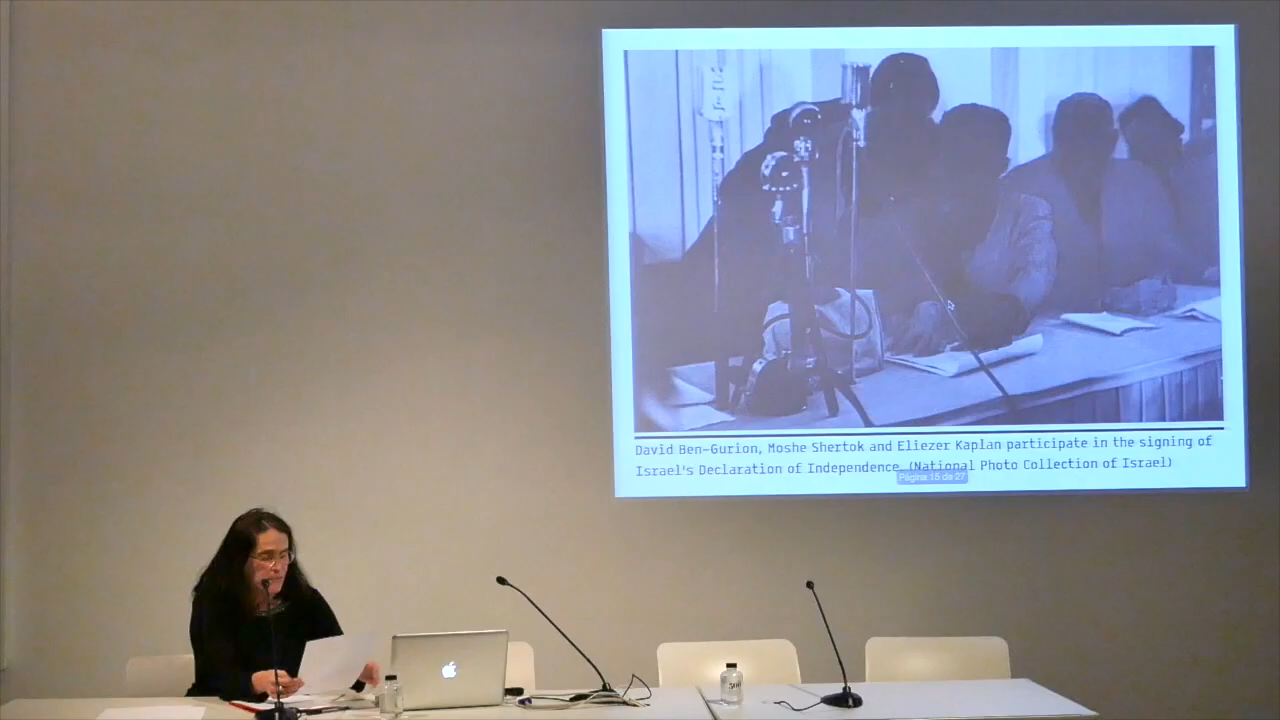 David Ben-Gurion, Moshe Shertok and Eliezer Kaplan participate in the signing of
Israel's Declaration of Independence. (National Photo Collection of Israel)
Página 15 de 27